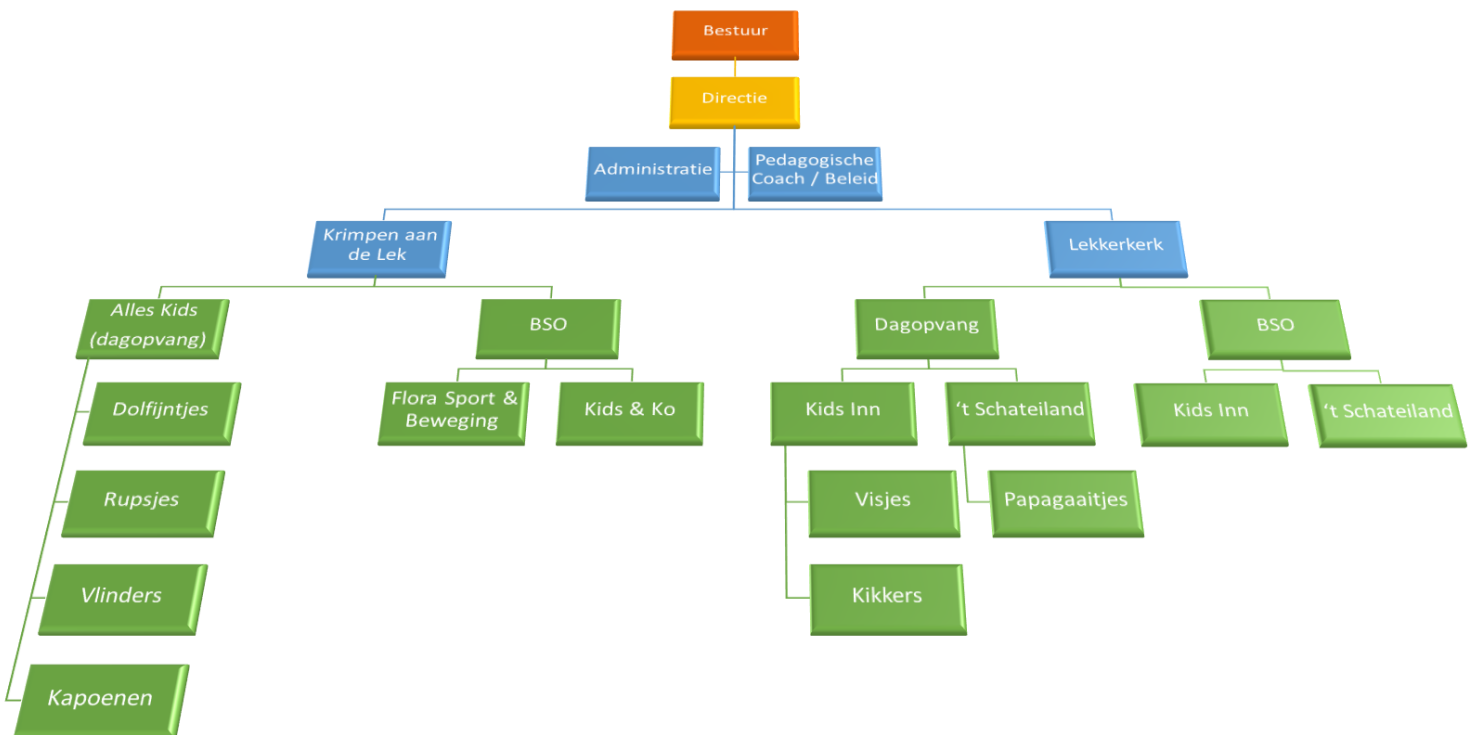 Bestuur
Directie
Administratie
Pedagogische
Coach / Beleid
Krimpen aan
de Lek
Lekkerkerk
Alles Kids
(dagopvang)
BSO
Dagopvang
BSO
Dolfijntjes
Flora Sport &
Beweging
Kids & Ko
Kids Inn
‘t Schateiland
Kids Inn
‘t Schateiland
Rupsjes
Visjes
Papagaaitjes
Vlinders
Kikkers
Kapoenen